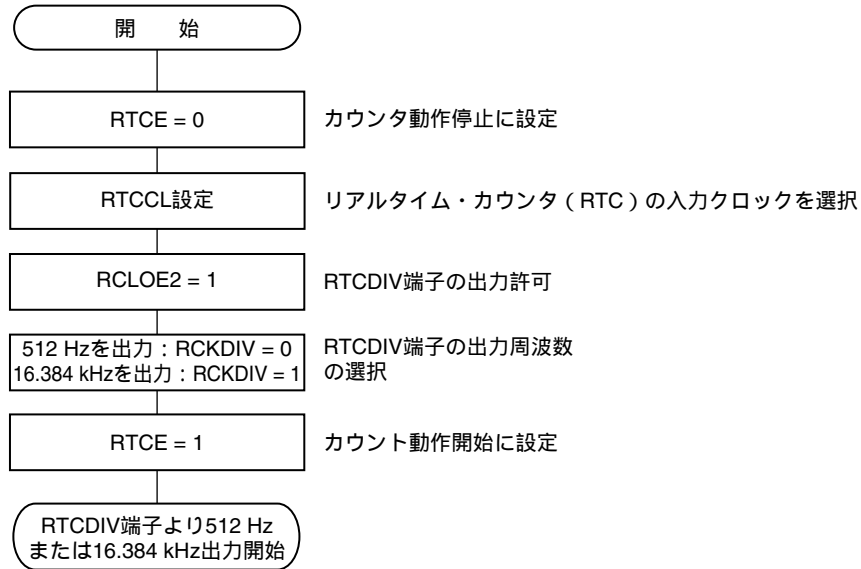 開 始
RTCE = 0
カウンタ動作停止に設定
RTCCL設定
リアルタイム・カウンタ（RTC）の入力クロックを選択
RCLOE2 = 1
RTCDIV端子の出力許可
512 Hzを出力：RCKDIV = 0
16.384 kHzを出力：RCKDIV = 1
RTCDIV端子の出力周波数
の選択
RTCE = 1
カウント動作開始に設定
RTCDIV端子より512 Hz
または16.384 kHz出力開始